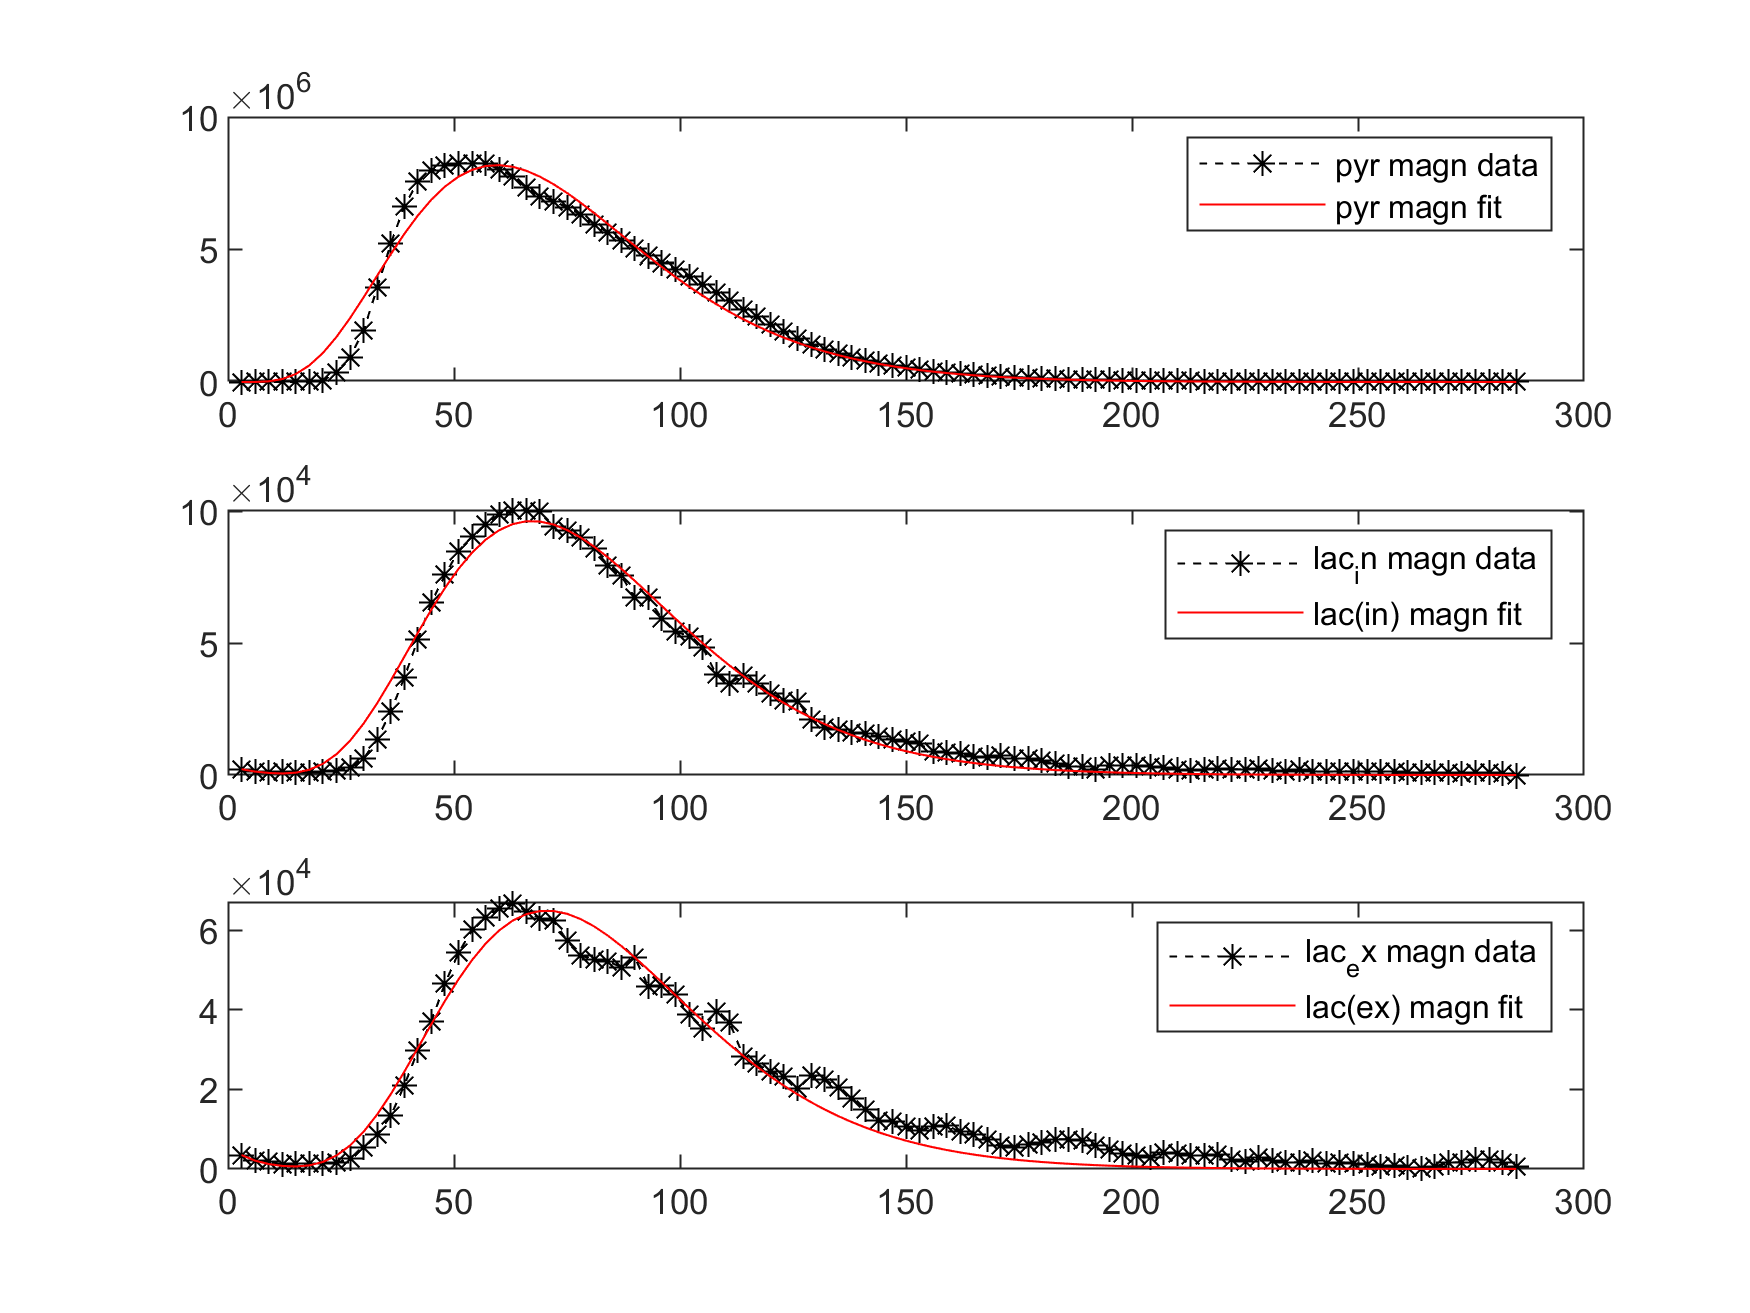 ×10^6
10
5
0
0 50 100 150 200 250 300
pyr magn data
pyr magn fit
×10^4
10
5
0
0 50 100 150 200 250 300
lac_in magn data
lac(in) magn fit
×10^4
6
4
2
0
0 50 100 150 200 250 300
lac_ex magn data
lac(ex) magn fit